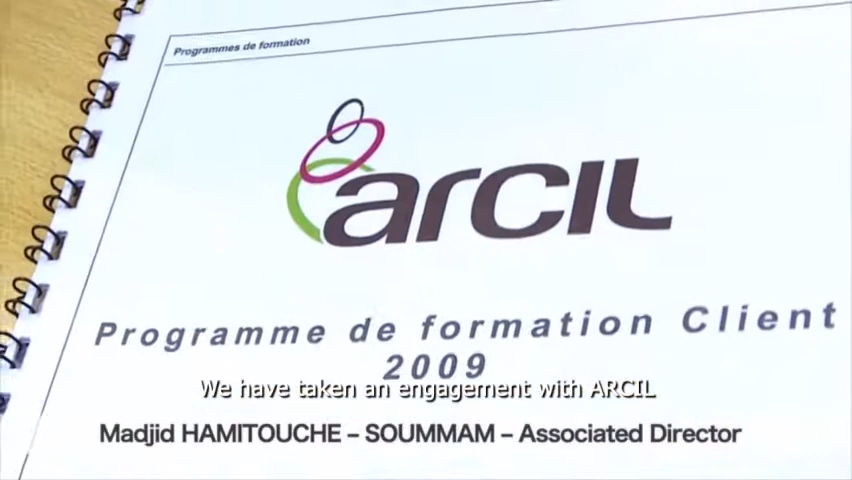 Programmes de formation
arcil
Programme de formation Client
2009
We have taken an engagement with ARCIL
Madjid HAMITOUCHE – SOUMMAM – Associated Director